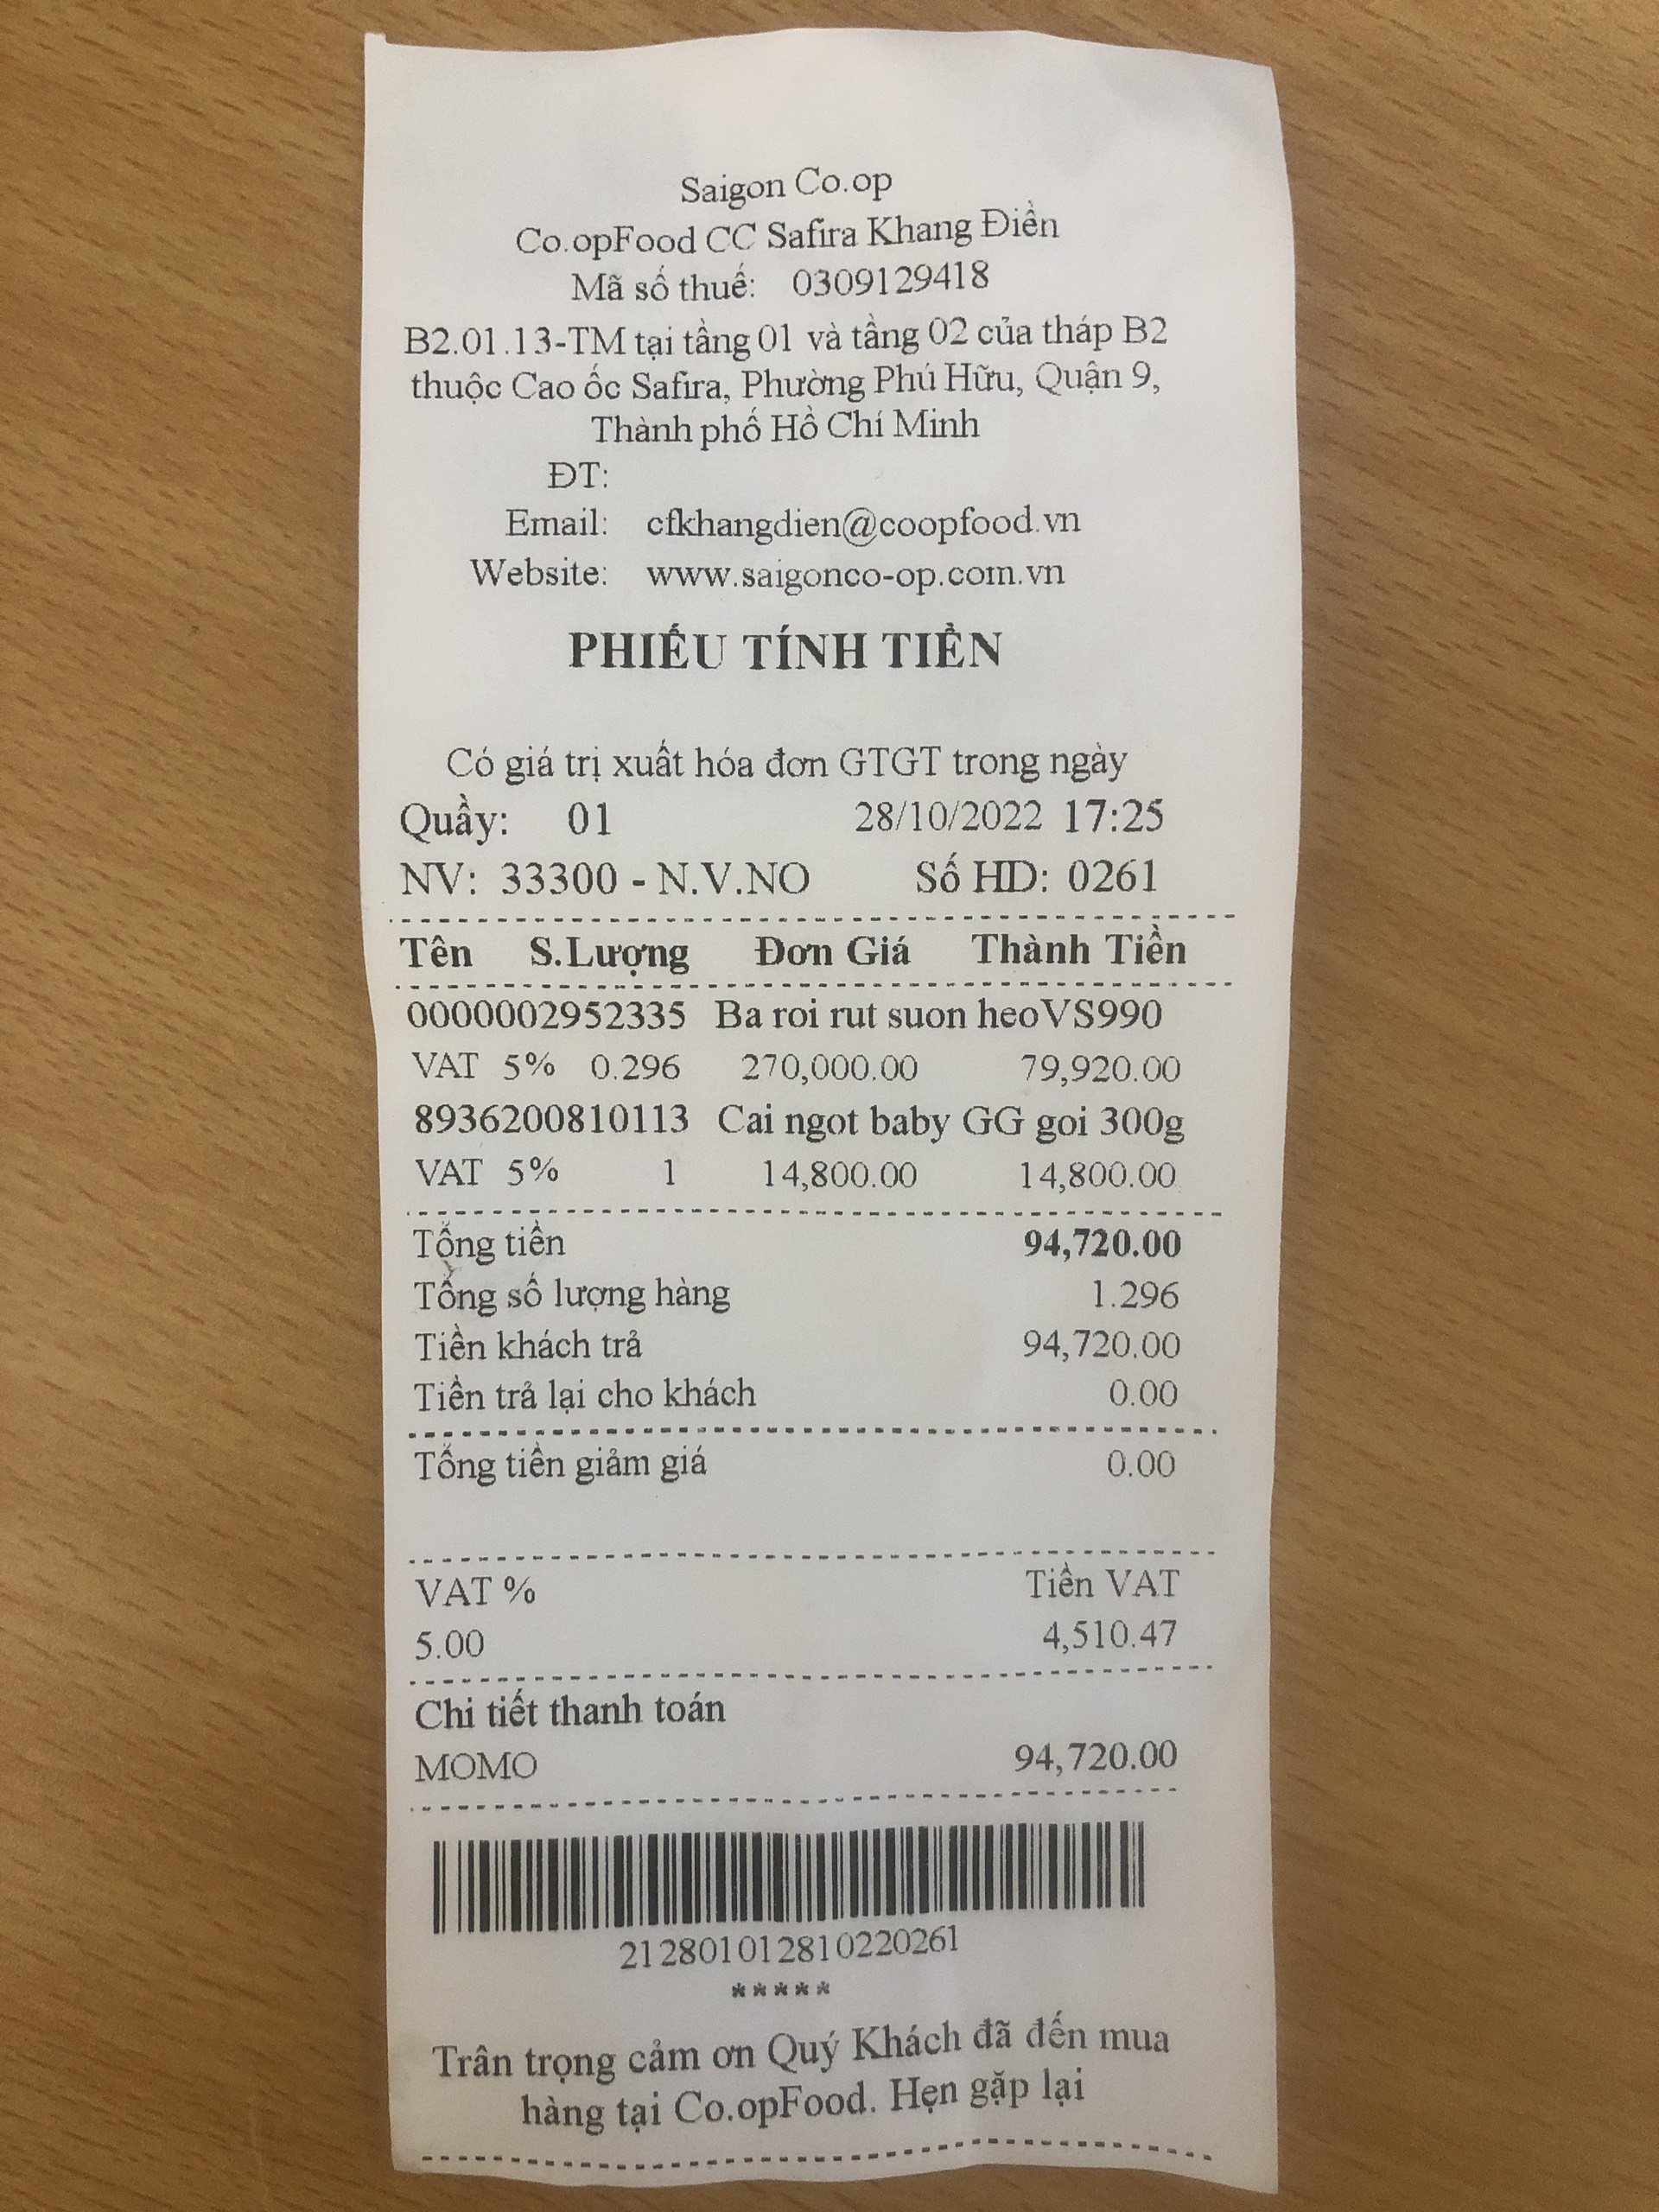 Saigon Co.op
Co.opFood CC Safira Khang Điền
Mã số thuế: 0309129418
B2.01.13-TM tại tầng 01 và tầng 02 của tháp B2
thuộc Cao ốc Safira, Phường Phú Hữu, Quận 9,
Thành phố Hồ Chí Minh
ĐT:
Email: cfkhangdien@coopfood.vn
Website: www.saigonco-op.com.vn
PHIẾU TÍNH TIỀN
Có giá trị xuất hóa đơn GTGT trong ngày
Quầy: 01 28/10/2022 17:25
NV: 33300 - N.V.NO Số HD: 0261
Tên S.Lượng Đơn Giá Thành Tiền
0000002952335 Ba roi rut suon heoVS990
VAT 5% 0.296 270,000.00 79,920.00
8936200810113 Cai ngot baby GG goi 300g
VAT 5% 1 14,800.00 14,800.00
Tổng tiền 94,720.00
Tổng số lượng hàng 1.296
Tiền khách trả 94,720.00
Tiền trả lại cho khách 0.00
Tổng tiền giảm giá 0.00
VAT % Tiền VAT
5.00 4,510.47
Chi tiết thanh toán
MOMO 94,720.00
212801012810220261
*****
Trân trọng cảm ơn Quý Khách đã đến mua
hàng tại Co.opFood. Hẹn gặp lại